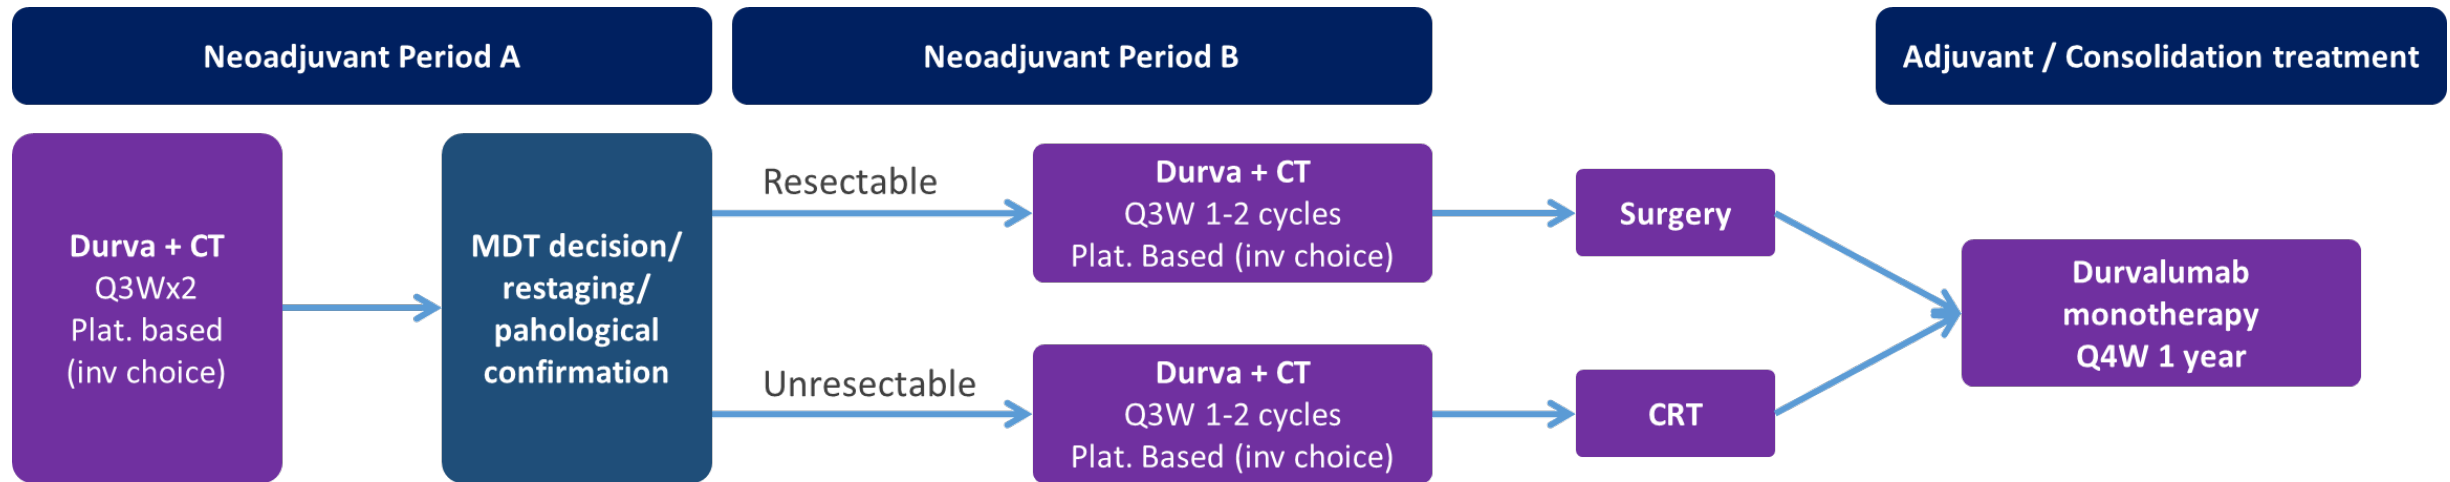 Neoadjuvant Period A
Neoadjuvant Period B
Adjuvant / Consolidation treatment
Durva + CT
Q3Wx2
Plat. based
(inv choice)
MDT decision/
restaging/
pahological
confirmation
Resectable
Durva + CT
Q3W 1-2 cycles
Plat. Based (inv choice)
Surgery
Unresectable
Durva + CT
Q3W 1-2 cycles
Plat. Based (inv choice)
CRT
Durvalumab
monotherapy
Q4W 1 year